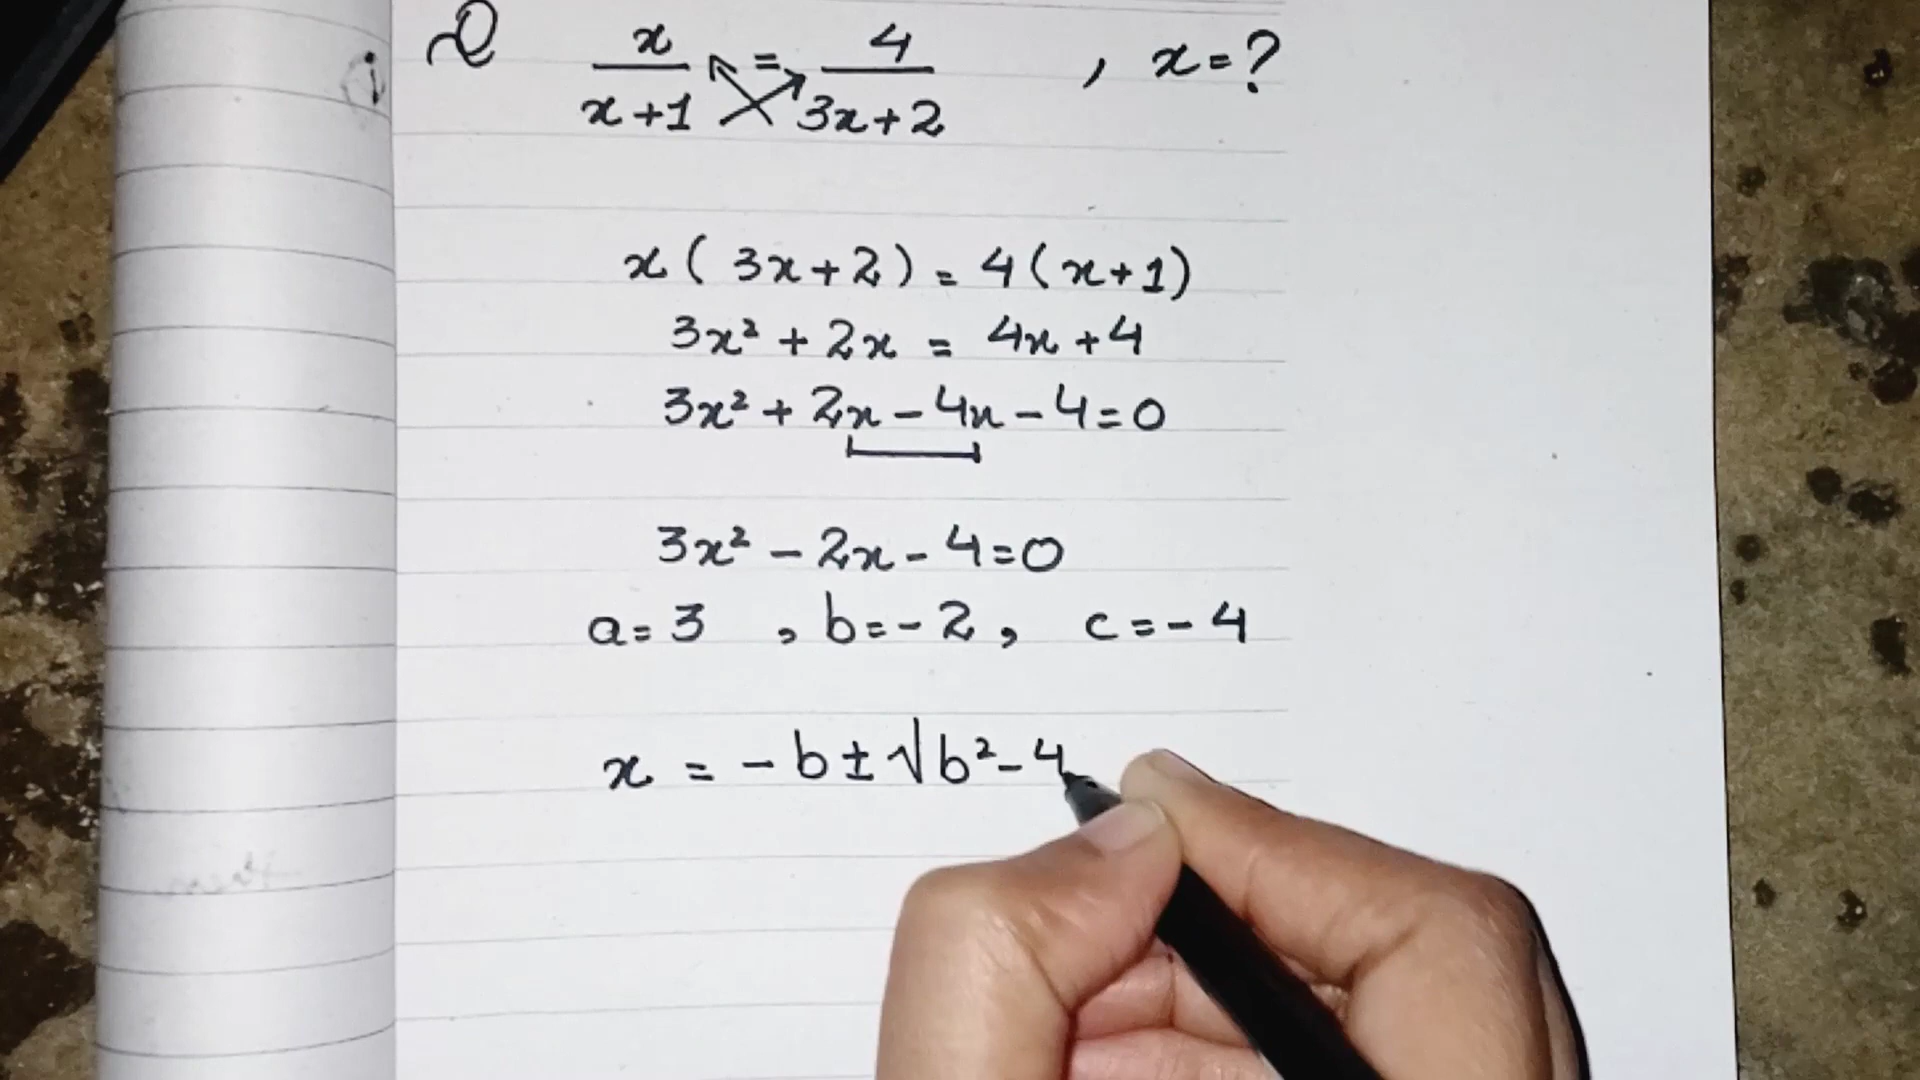 Q x/(x+1) = 4/(3x+2) , x=?
x(3x+2) = 4(x+1)
3x² + 2x = 4x+4
3x² + 2x - 4x - 4=0
3x² - 2x - 4=0
a=3 , b=-2, c=-4
x = -b ± √b²-4